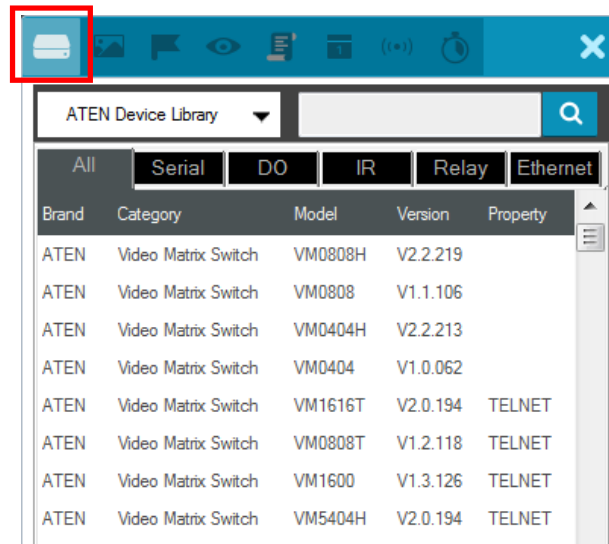 1
ATEN Device Library
All Serial DO IR Relay Ethernet
Brand Category Model Version Property
ATEN Video Matrix Switch VM0808H V2.2.219
ATEN Video Matrix Switch VM0808 V1.1.106
ATEN Video Matrix Switch VM0404H V2.2.213
ATEN Video Matrix Switch VM0404 V1.0.062
ATEN Video Matrix Switch VM1616T V2.0.194 TELNET
ATEN Video Matrix Switch VM0808T V1.2.118 TELNET
ATEN Video Matrix Switch VM1600 V1.3.126 TELNET
ATEN Video Matrix Switch VM5404H V2.0.194 TELNET